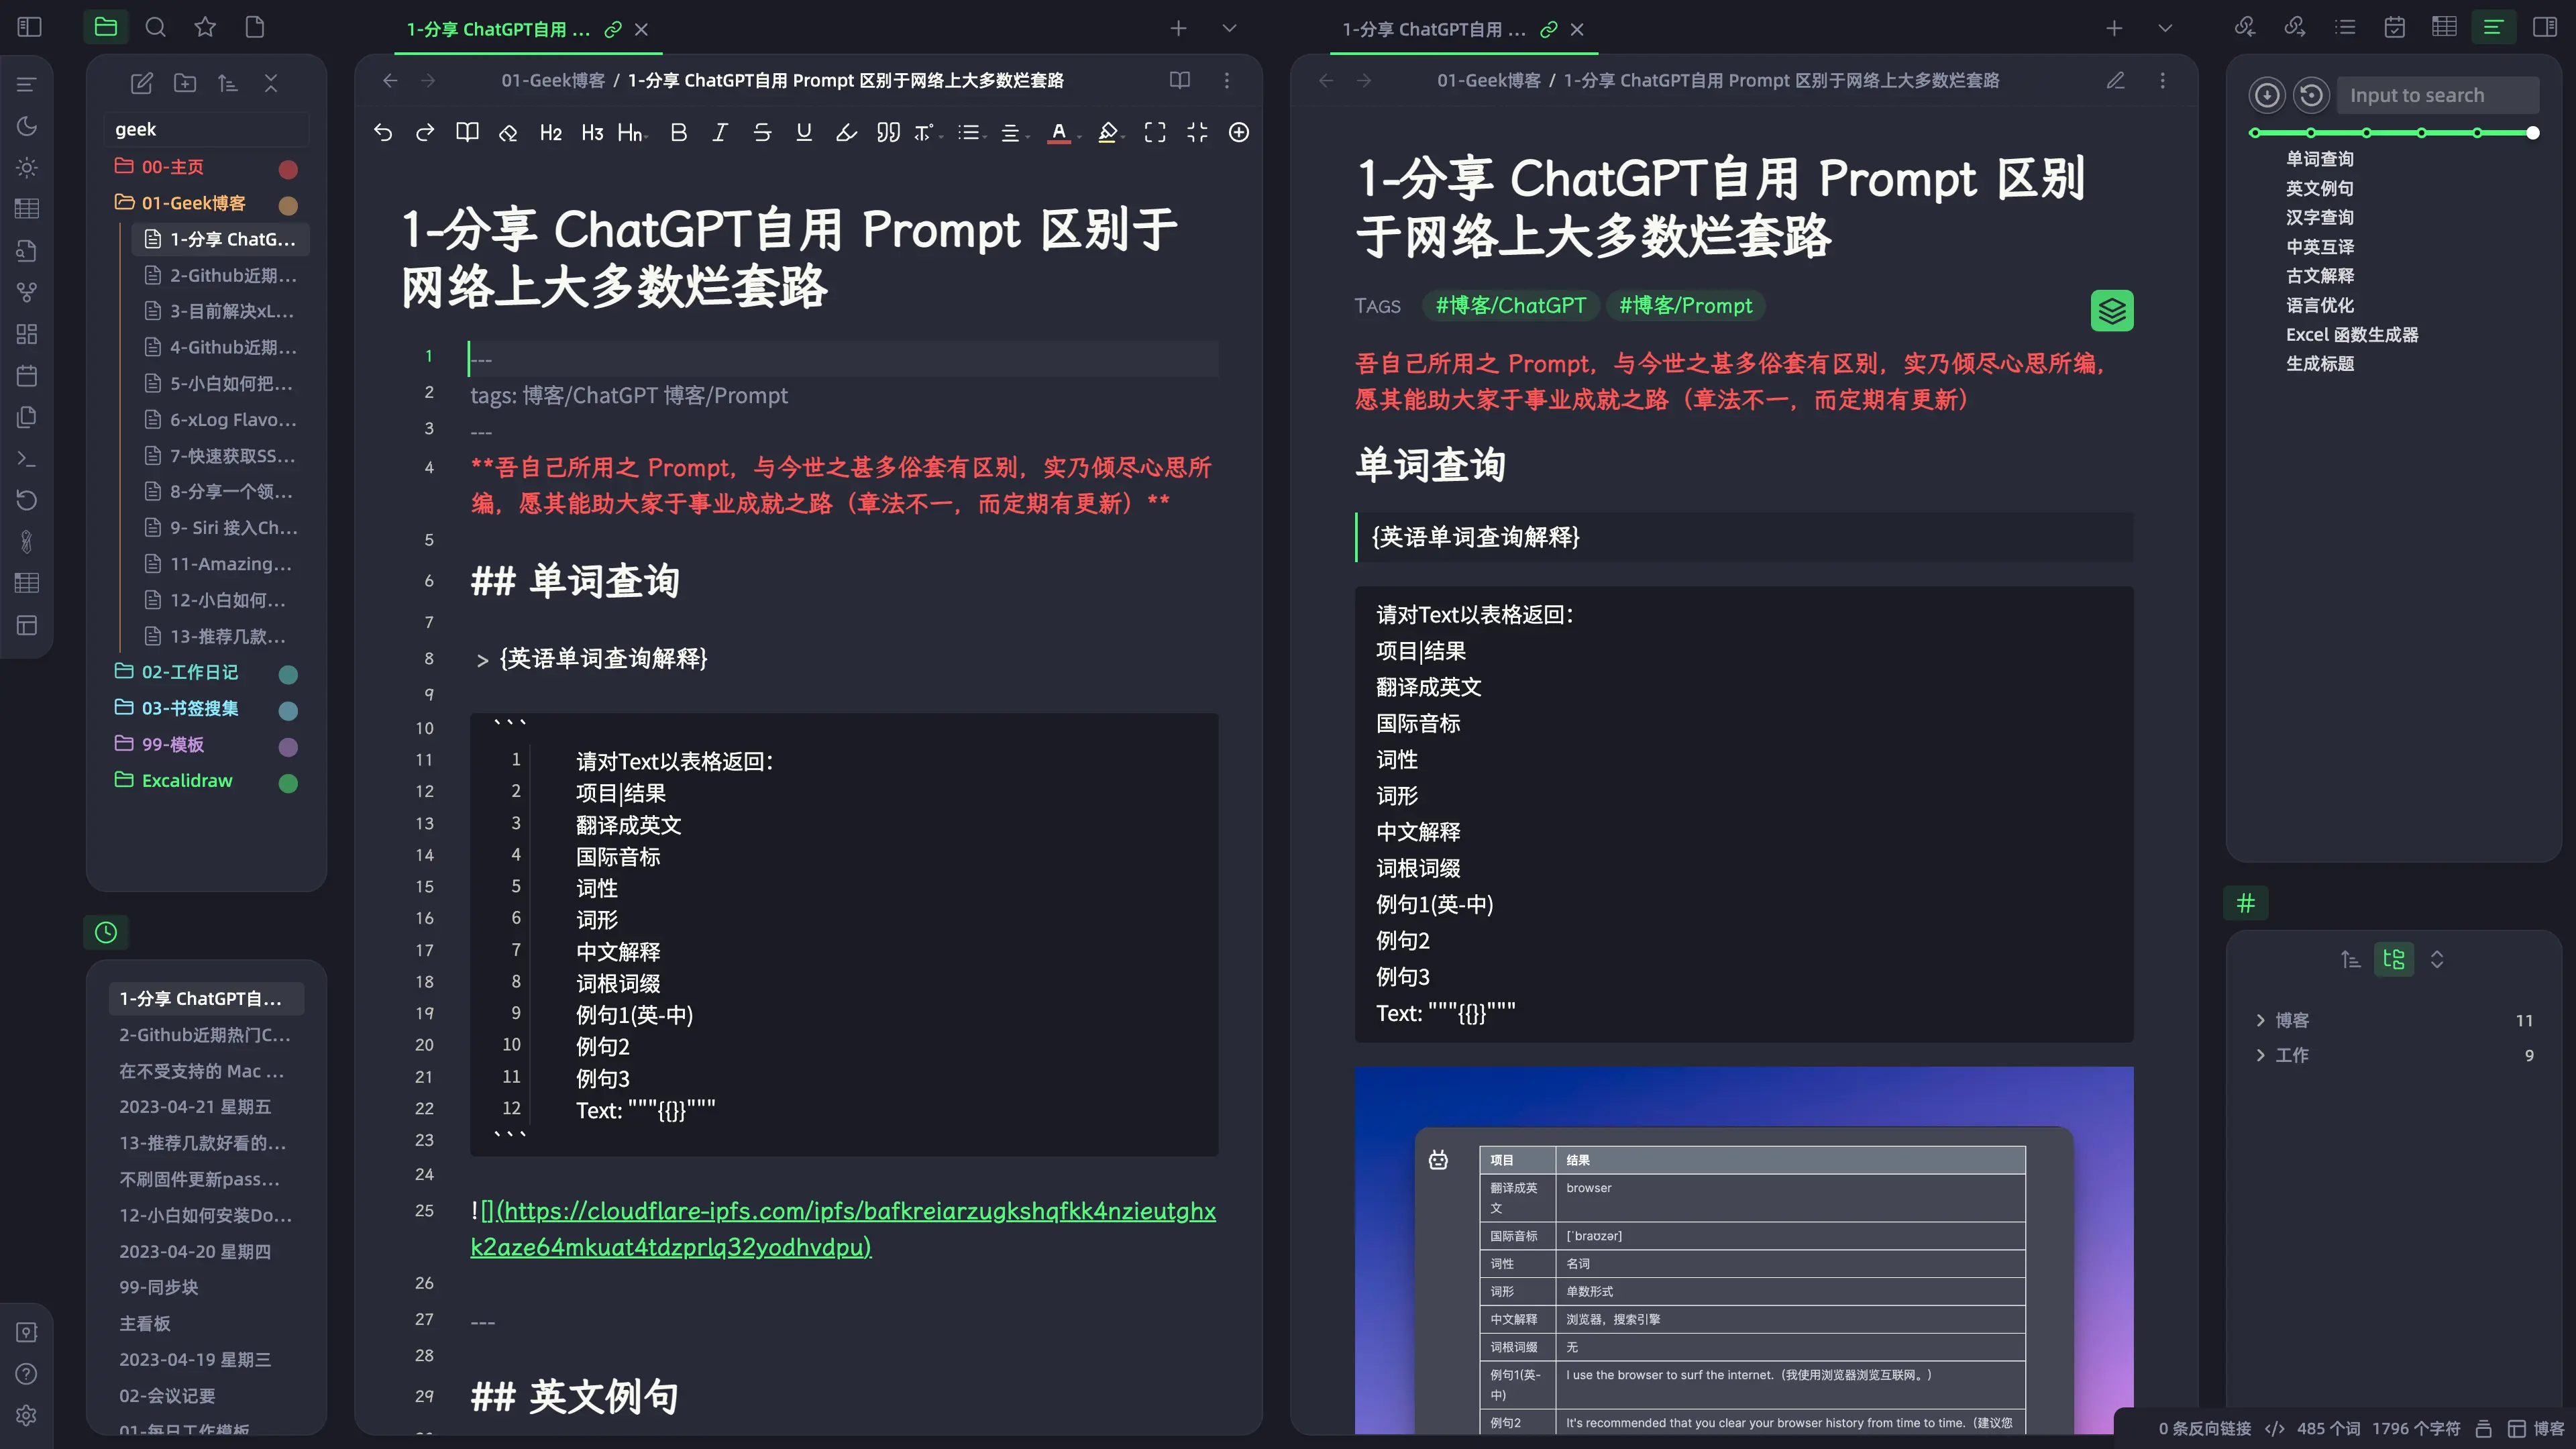 geek
00-主页
01-Geek博客
1-分享 ChatG...
2-Github近期...
3-目前解决xL...
4-Github近期...
5-小白如何把...
6-xLog Flavo...
7-快速获取SS...
8-分享一个领...
9- Siri 接入Ch...
11-Amazing...
12-小白如何...
13-推荐几款...
02-工作日记
03-书签搜集
99-模板
Excalidraw
1-分享 ChatGPT自...
2-Github近期热门C...
在不受支持的 Mac ...
2023-04-21 星期五
13-推荐几款好看的...
不刷固件更新pass...
12-小白如何安装Do...
2023-04-20 星期四
99-同步块
主看板
2023-04-19 星期三
02-会议记要
01-每日工作模板
1-分享 ChatGPT自用 ...
01-Geek博客 / 1-分享 ChatGPT自用 Prompt 区别于网络上大多数烂套路
H2 H3 Hn B I S U A
1-分享 ChatGPT自用 Prompt 区别于
网络上大多数烂套路
1 ---
2 tags: 博客/ChatGPT 博客/Prompt
3 ---
4 **吾自己所用之 Prompt，与今世之甚多俗套有区别，实乃倾尽心思所
编，愿其能助大家于事业成就之路（章法不一，而定期有更新）**
5
6 ## 单词查询
7
8 > {英语单词查询解释}
9
10 ```
11 1 请对Text以表格返回：
12 2 项目|结果
13 3 翻译成英文
14 4 国际音标
15 5 词性
16 6 词形
17 7 中文解释
18 8 词根词缀
19 9 例句1(英-中)
20 10 例句2
21 11 例句3
22 12 Text: """{{}}"""
23 ```
24
25 ![](https://cloudflare-ipfs.com/ipfs/bafkreiarzugkshqfkk4nzieutghx
k2aze64mkuat4tdzprlq32yodhvdpu)
26
27 ---
28
29 ## 英文例句
1-分享 ChatGPT自用 ...
01-Geek博客 / 1-分享 ChatGPT自用 Prompt 区别于网络上大多数烂套路
1-分享 ChatGPT自用 Prompt 区别
于网络上大多数烂套路
TAGS #博客/ChatGPT #博客/Prompt
吾自己所用之 Prompt，与今世之甚多俗套有区别，实乃倾尽心思所编，
愿其能助大家于事业成就之路（章法不一，而定期有更新）
单词查询
{英语单词查询解释}
请对Text以表格返回：
项目|结果
翻译成英文
国际音标
词性
词形
中文解释
词根词缀
例句1(英-中)
例句2
例句3
Text: """{{}}"""
项目 结果
翻译成英 browser
文
国际音标 [ˈbraʊzər]
词性 名词
词形 单数形式
中文解释 浏览器，搜索引擎
词根词缀 无
例句1(英- I use the browser to surf the internet.（我使用浏览器浏览互联网。）
中)
例句2 It's recommended that you clear your browser history from time to time.（建议您
Input to search
单词查询
英文例句
汉字查询
中英互译
古文解释
语言优化
Excel 函数生成器
生成标题
博客 11
工作 9
0 条反向链接 </> 485 个词 1796 个字符 博客